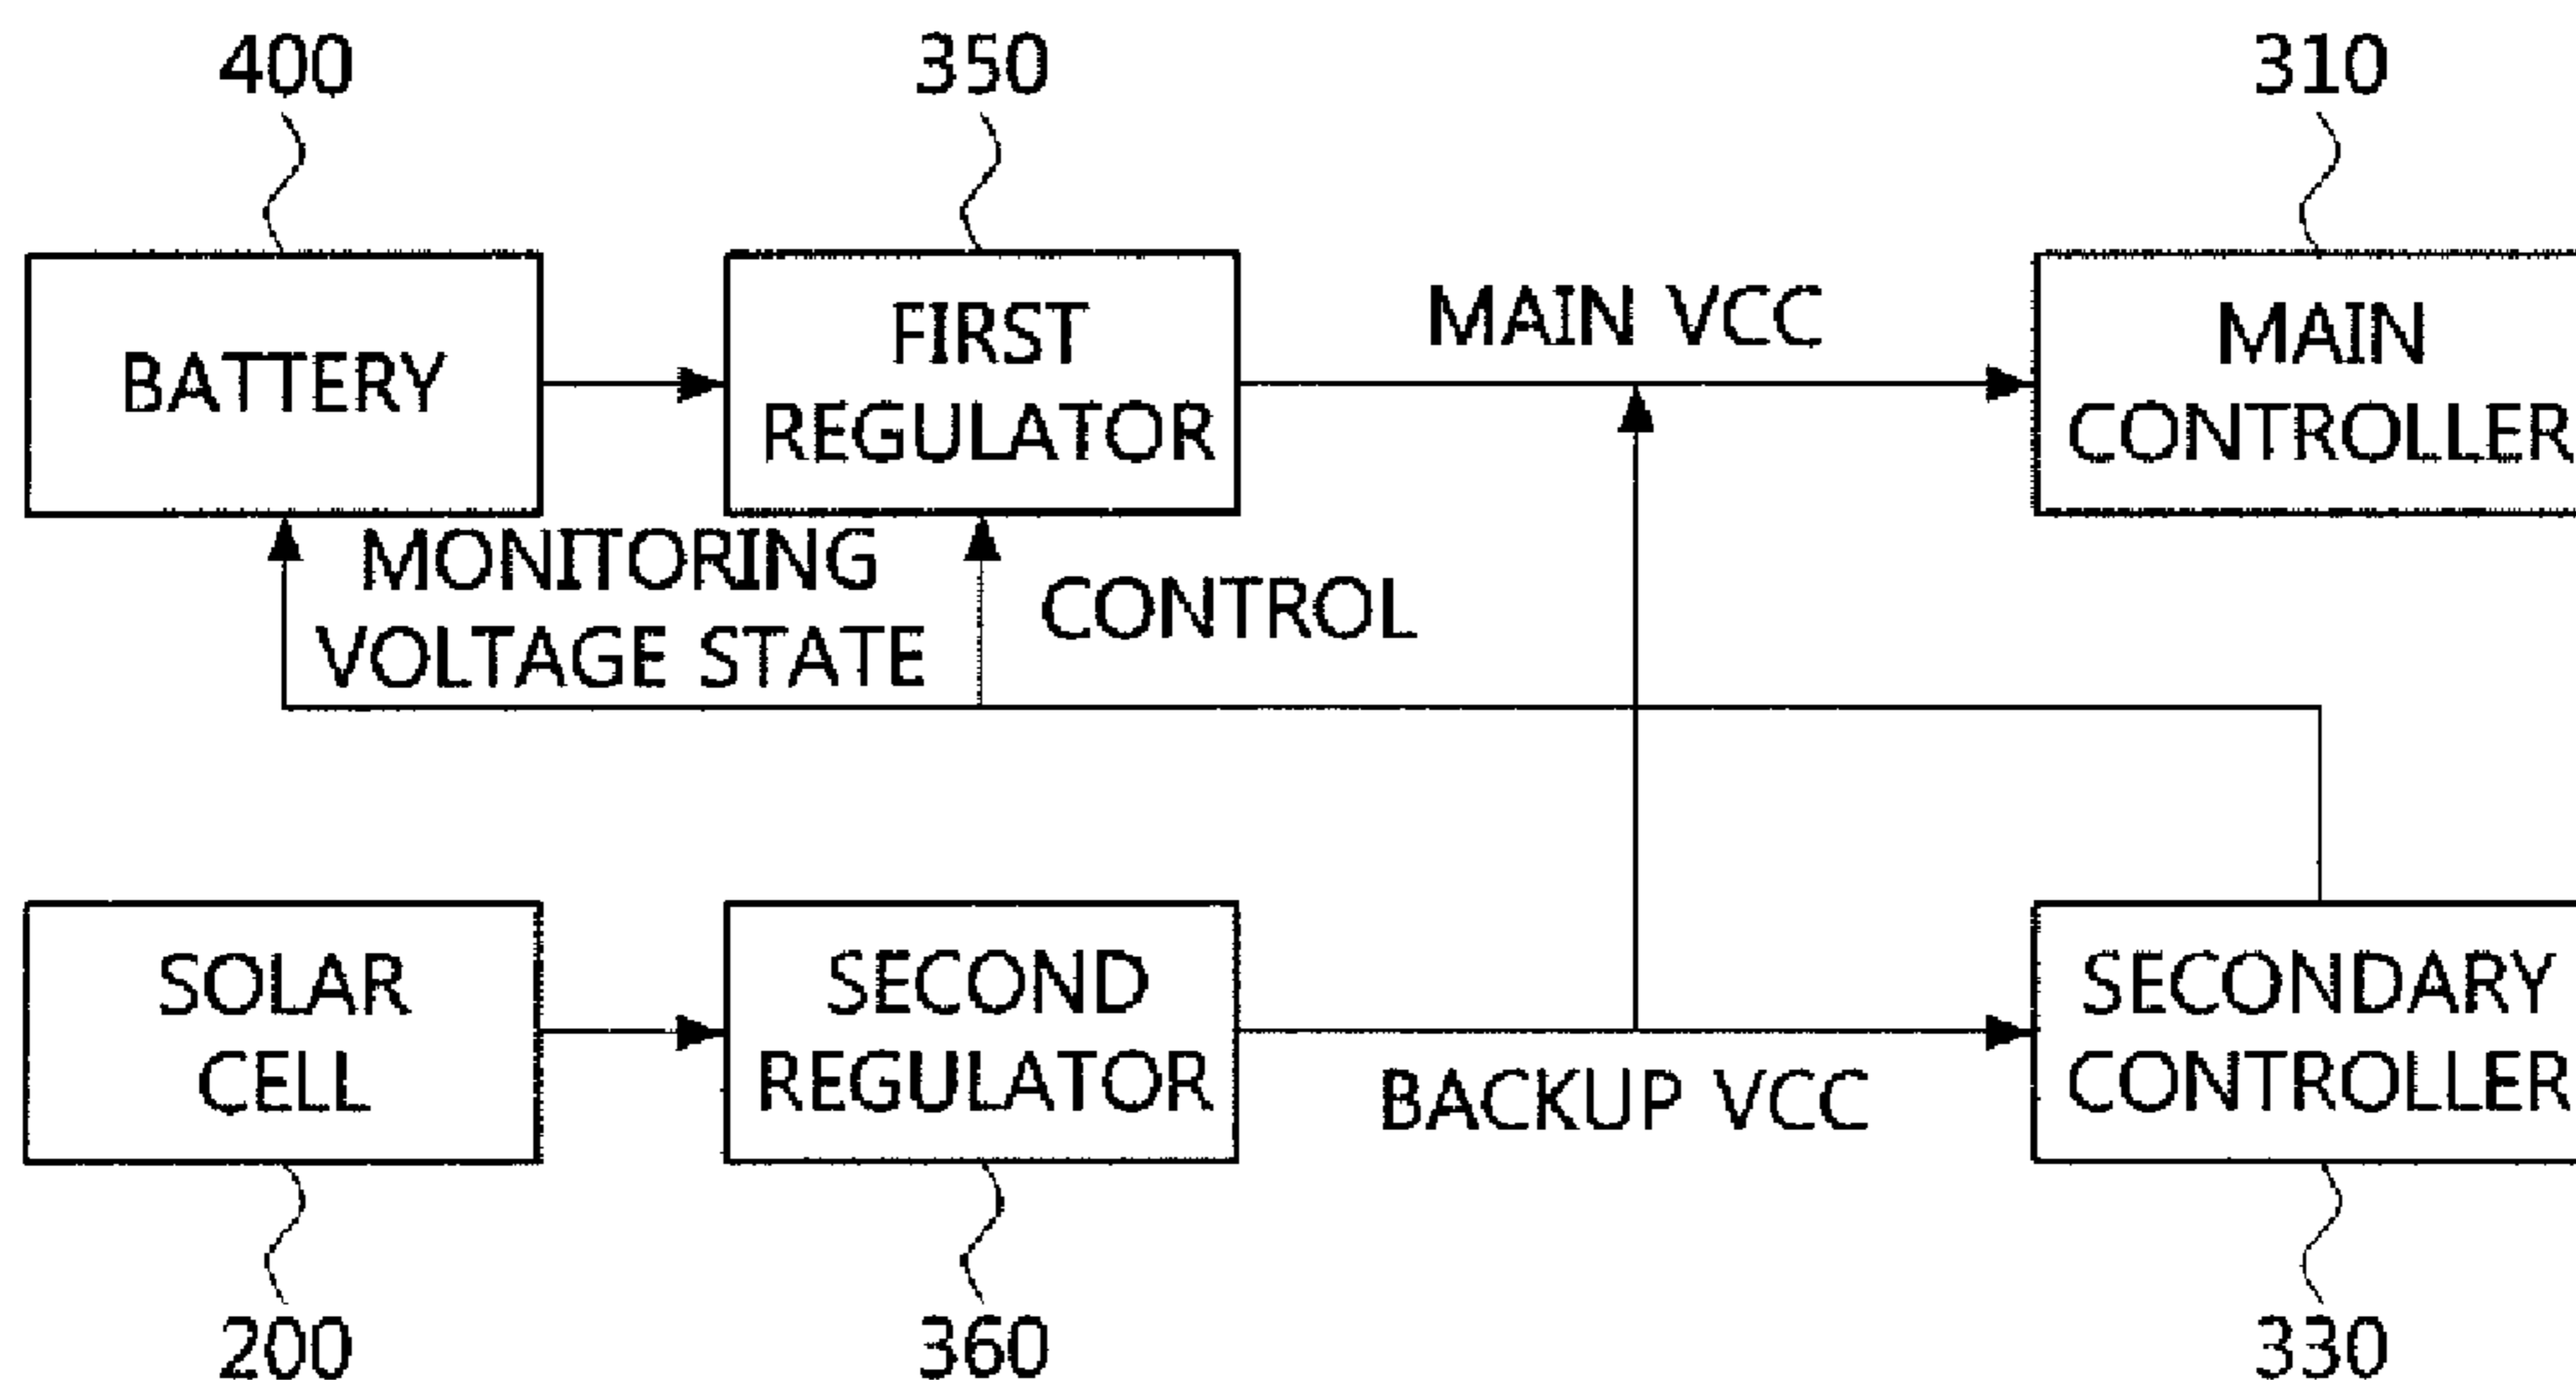 400
350
310
BATTERY
FIRST
REGULATOR
MAIN VCC
MAIN
CONTROLLER
MONITORING
VOLTAGE STATE
CONTROL
SOLAR
CELL
SECOND
REGULATOR
BACKUP VCC
SECONDARY
CONTROLLER
200
360
330